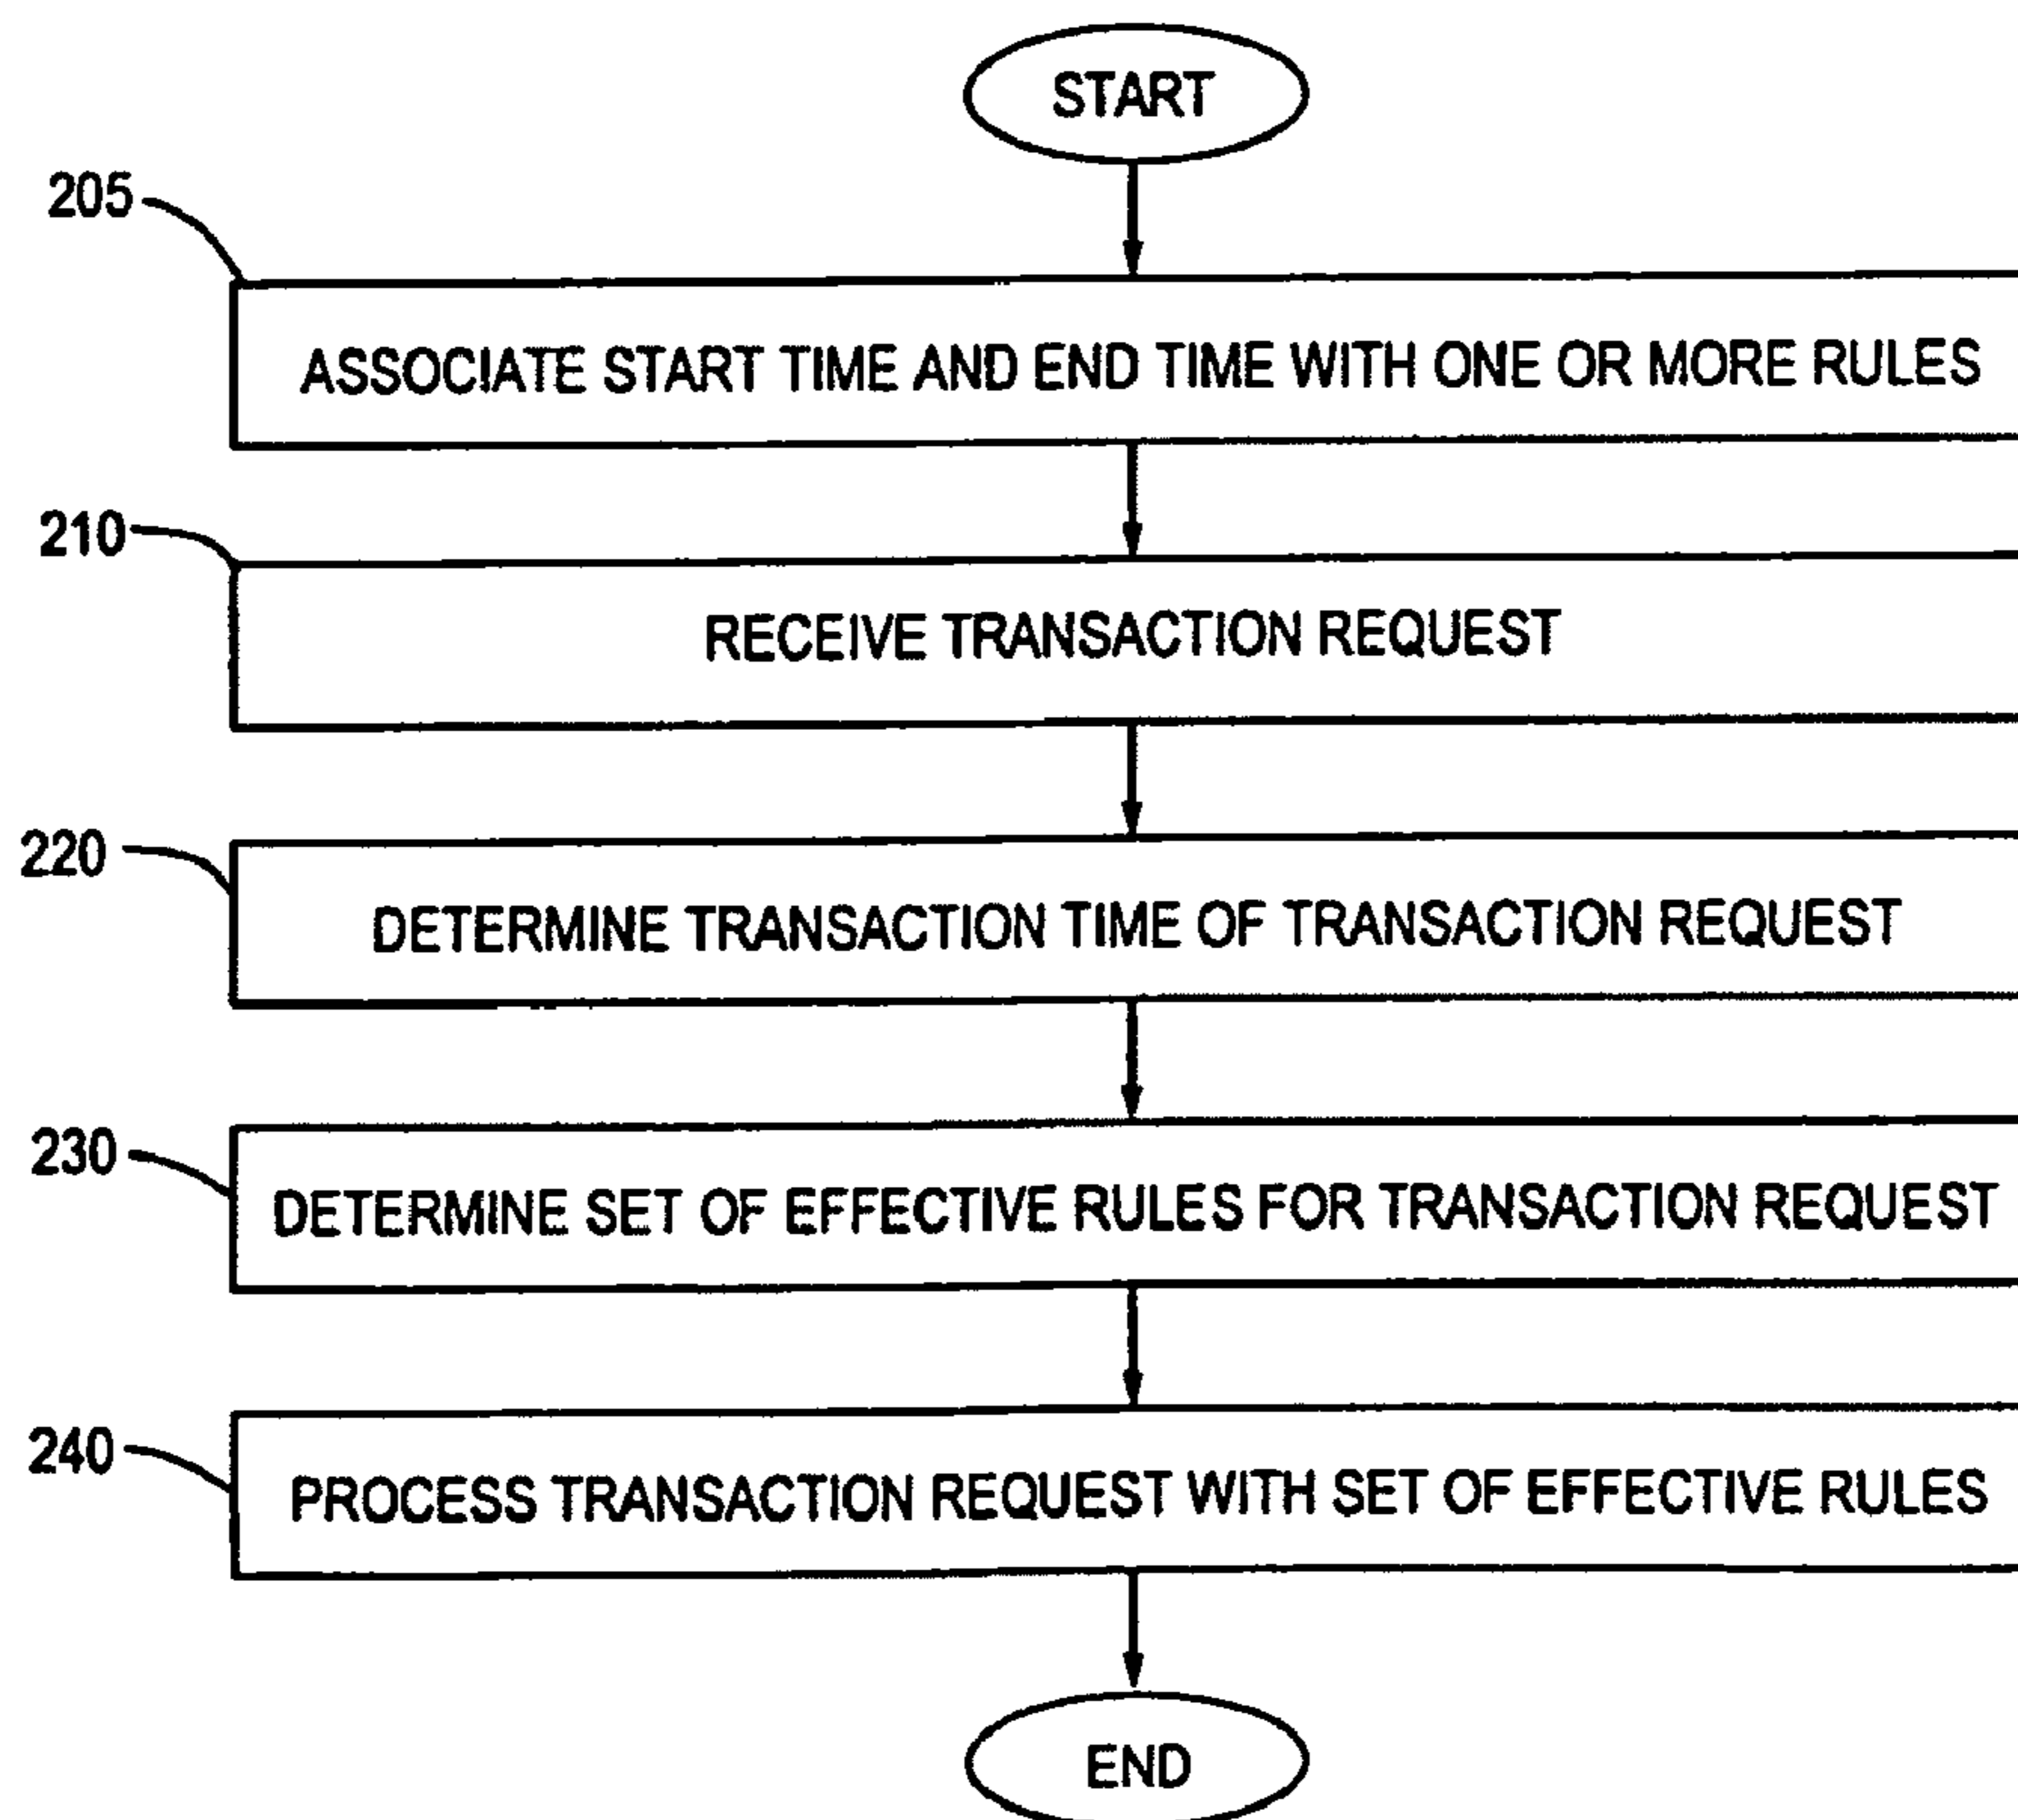 START
205
ASSOCIATE START TIME AND END TIME WITH ONE OR MORE RULES
210
RECEIVE TRANSACTION REQUEST
220
DETERMINE TRANSACTION TIME OF TRANSACTION REQUEST
230
DETERMINE SET OF EFFECTIVE RULES FOR TRANSACTION REQUEST
240
PROCESS TRANSACTION REQUEST WITH SET OF EFFECTIVE RULES
END